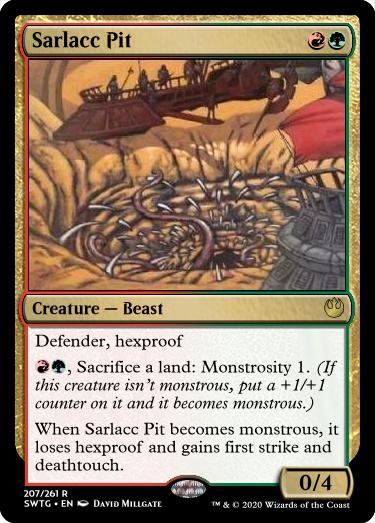 Sarlacc Pit
Creature — Beast
Defender, hexproof
, Sacrifice a land: Monstrosity 1. (If
this creature isn't monstrous, put a +1/+1
counter on it and it becomes monstrous.)
When Sarlacc Pit becomes monstrous, it
loses hexproof and gains first strike and
deathtouch.
0/4
207/261 R
SWTG • EN DAVID MILLGATE
™ & © 2020 Wizards of the Coast